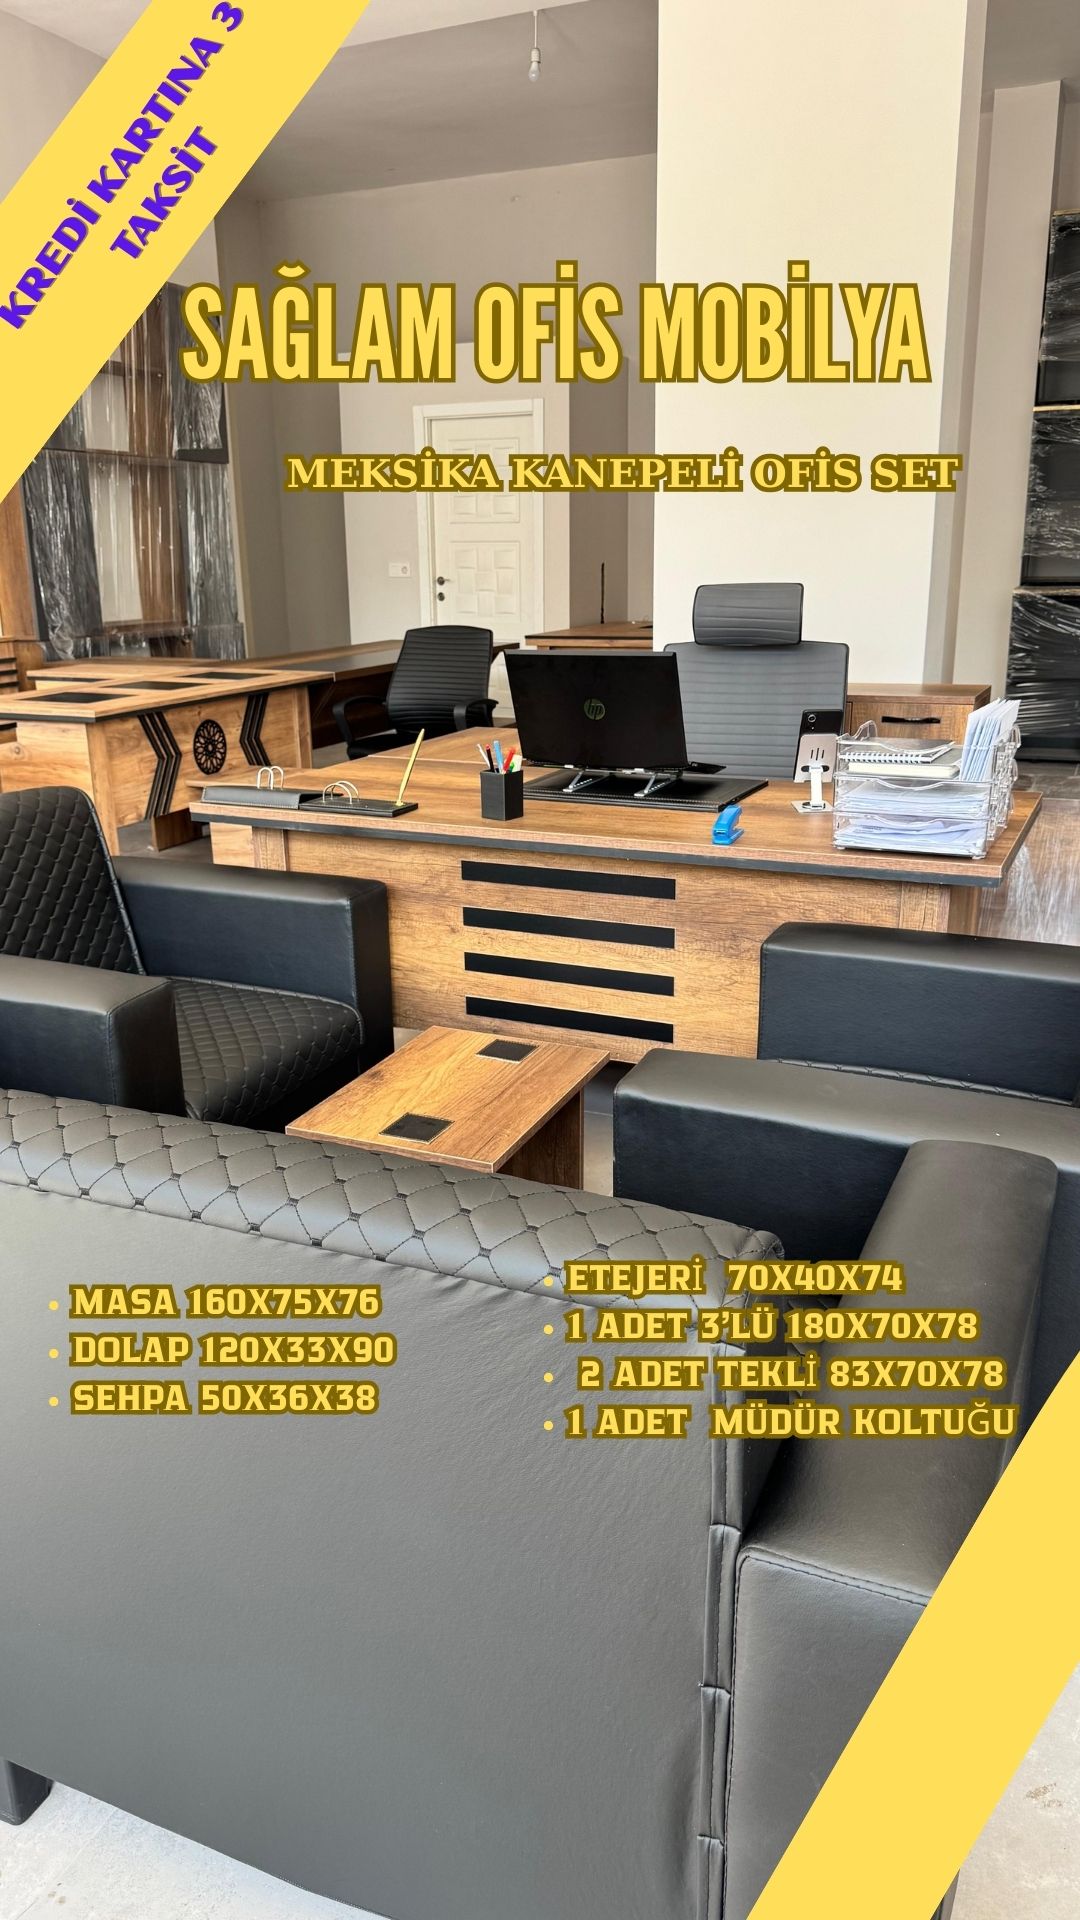 KREDİ KARTINA 3
TAKSİT
SAĞLAM OFİS MOBİLYA
MEKSİKA KANEPELİ OFİS SET
hp
• MASA 160X75X76
• DOLAP 120X33X90
• SEHPA 50X36X38
• ETEJERİ 70X40X74
• 1 ADET 3'LÜ 180X70X78
• 2 ADET TEKLİ 83X70X78
• 1 ADET MÜDÜR KOLTUĞU